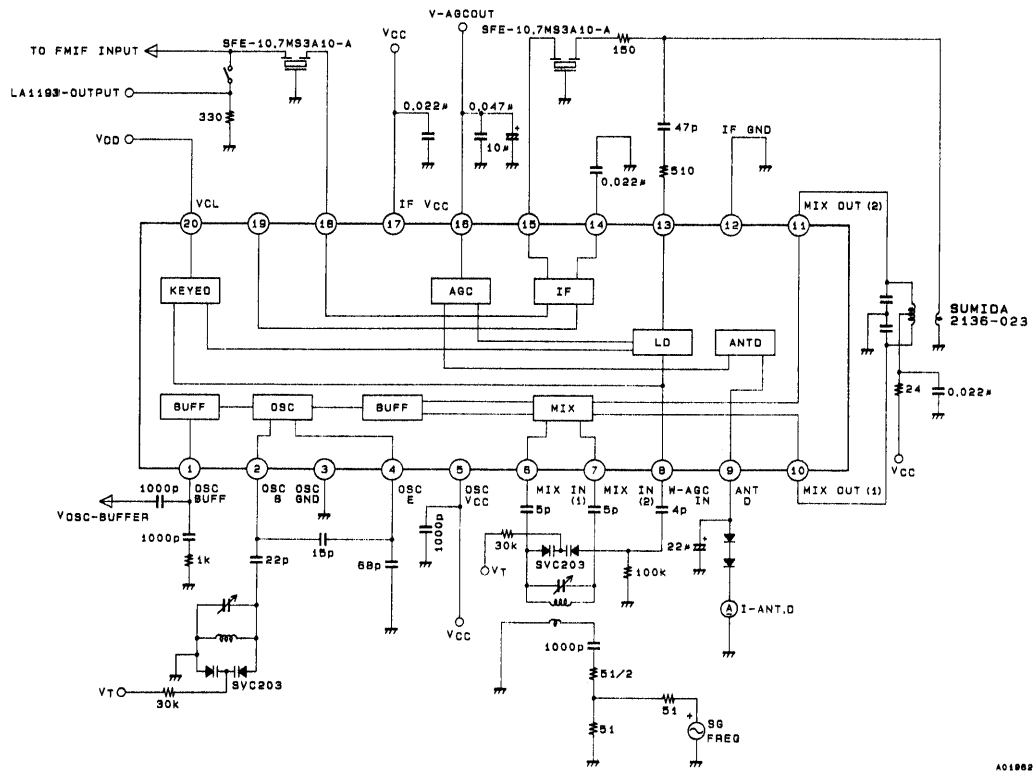 V-AGCOUT
VCC
SFE-10.7MS3A10-A
SFE-10.7MS3A10-A
TO FMIF INPUT
150
LA1193-OUTPUT
330
0.022μ
0.047μ
10μ
47p
IF GND
VDD
0.022μ
510
VCL
IF VCC
MIX OUT (2)
20
19
18
17
16
15
14
13
12
11
KEYED
AGC
IF
SUMIDA
2136-023
LD
ANTD
24
0.022μ
BUFF
OSC
BUFF
MIX
VCC
1
2
3
4
5
6
7
8
9
10
OSC BUFF
OSC B
OSC GND
OSC E
OSC VCC
MIX IN (1)
MIX IN (2)
W-AGC IN
ANT D
MIX OUT (1)
1000p
VOSC-BUFFER
1000p
1k
22p
15p
68p
1000p
5p
5p
4p
30k
SVC203
VT
100k
22μ
I-ANT.D
A
VCC
1000p
SVC203
VT
30k
51/2
51
51
SG
FREQ
A01982